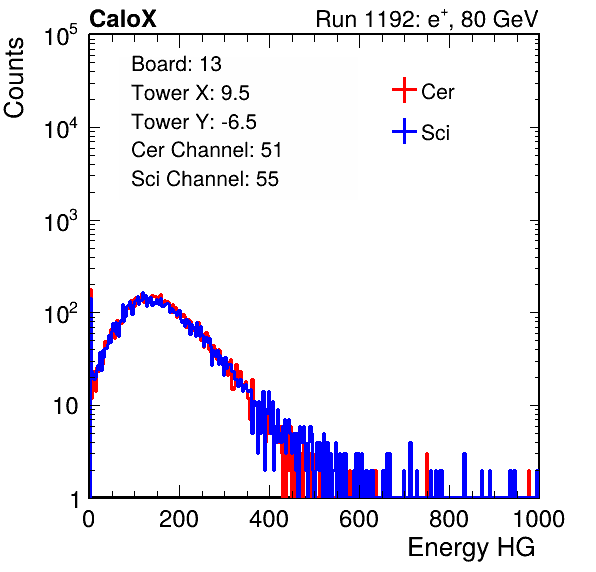 CaloX Run 1192: e⁺, 80 GeV
Counts
10⁵
10⁴
10³
10²
10
1
Board: 13
Tower X: 9.5
Tower Y: -6.5
Cer Channel: 51
Sci Channel: 55
Cer
Sci
0 200 400 600 800 1000
Energy HG